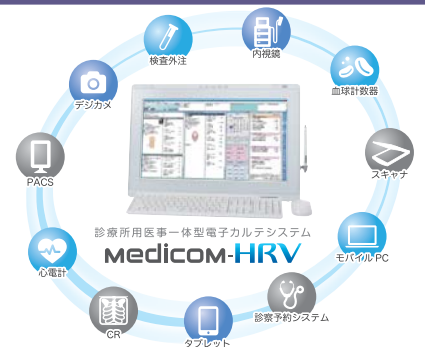 内視鏡
検査外注
血球計数器
デジカメ
スキャナ
PACS
診療所用医事一体型電子カルテシステム
Medicom-HRV
モバイルPC
心電計
診察予約システム
CR
タブレット